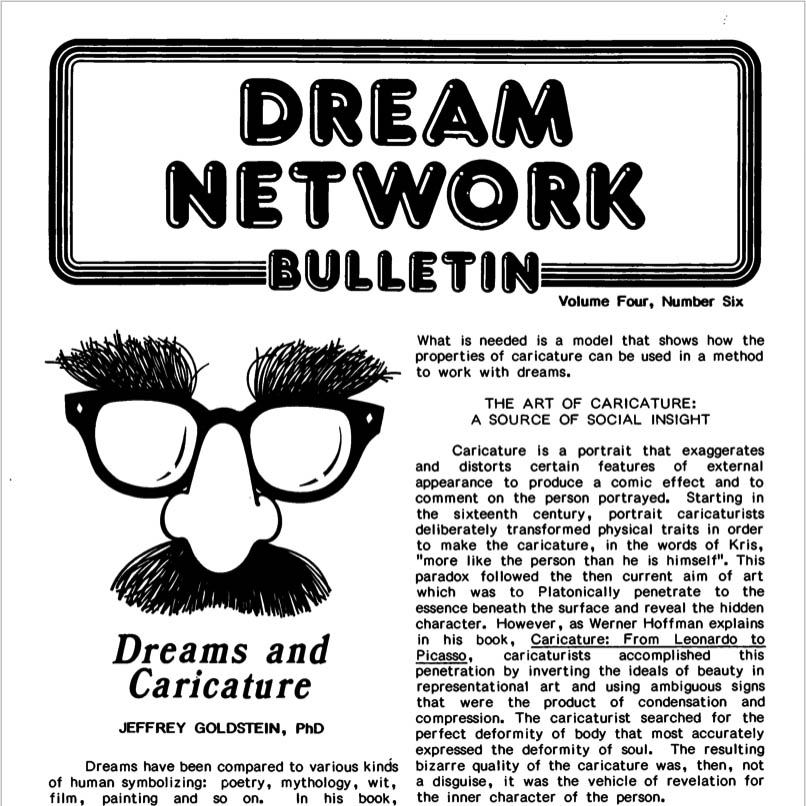 DREAM
NETWORK
BULLETIN
Volume Four, Number Six
Dreams and
Caricature
JEFFREY GOLDSTEIN, PhD
Dreams have been compared to various kinds
of human symbolizing: poetry, mythology, wit,
film, painting and so on. In his book,
What is needed is a model that shows how the
properties of caricature can be used in a method
to work with dreams.
THE ART OF CARICATURE:
A SOURCE OF SOCIAL INSIGHT
Caricature is a portrait that exaggerates
and distorts certain features of external
appearance to produce a comic effect and to
comment on the person portrayed. Starting in
the sixteenth century, portrait caricaturists
deliberately transformed physical traits in order
to make the caricature, in the words of Kris,
"more like the person than he is himself". This
paradox followed the then current aim of art
which was to Platonically penetrate to the
essence beneath the surface and reveal the hidden
character. However, as Werner Hoffman explains
in his book, Caricature: From Leonardo to
Picasso, caricaturists accomplished this
penetration by inverting the ideals of beauty in
representational art and using ambiguous signs
that were the product of condensation and
compression. The caricaturist searched for the
perfect deformity of body that most accurately
expressed the deformity of soul. The resulting
bizarre quality of the caricature was, then, not
a disguise, it was the vehicle of revelation for
the inner character of the person.